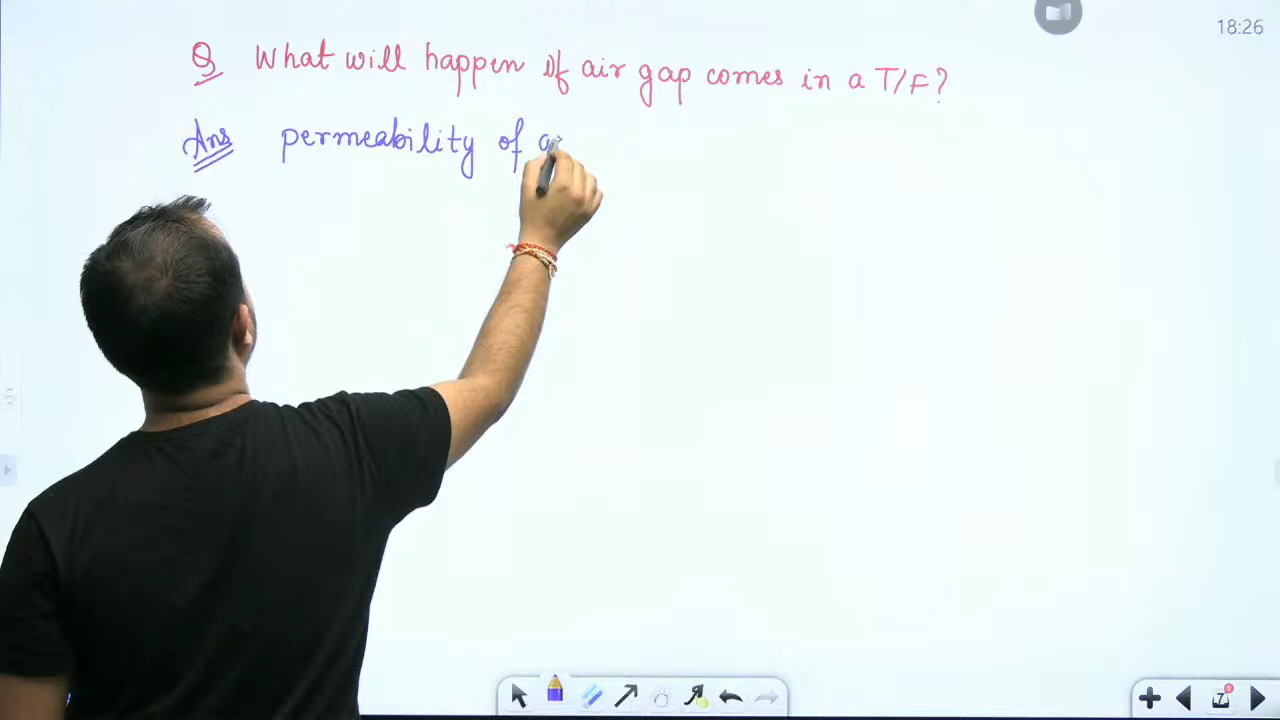 18:26
Q What will happen if air gap comes in a T/F?
Ans permeability of